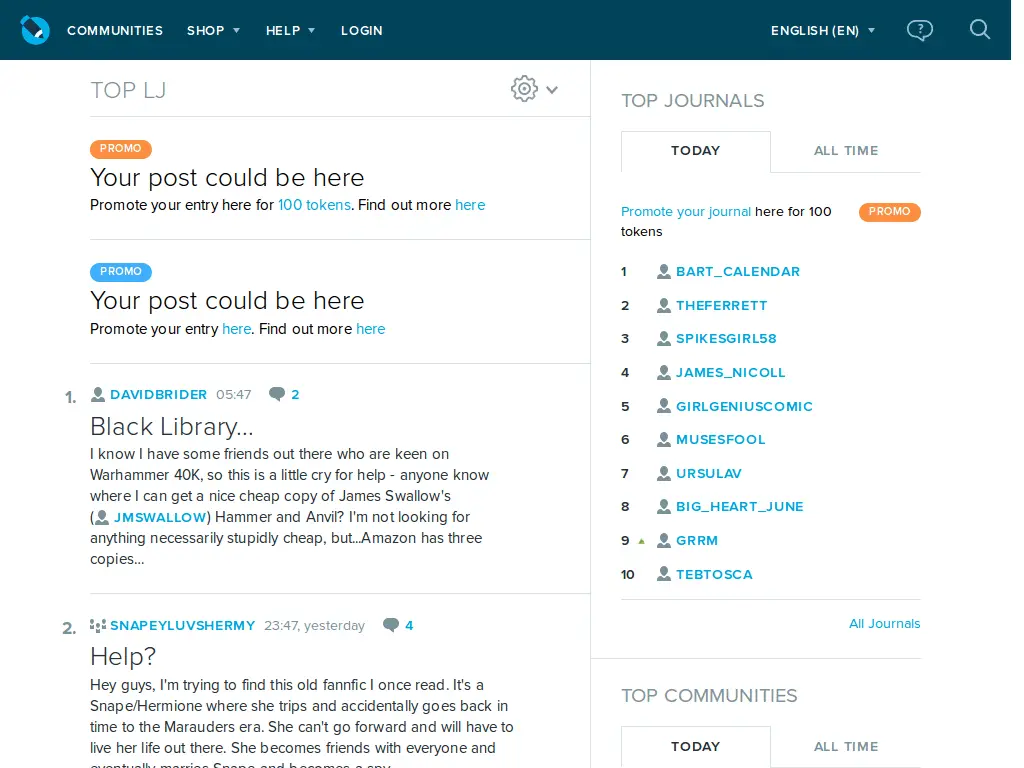 COMMUNITIES SHOP HELP LOGIN ENGLISH (EN) ?
TOP LJ
PROMO
Your post could be here
Promote your entry here for 100 tokens. Find out more here
PROMO
Your post could be here
Promote your entry here. Find out more here
1. DAVIDBRIDER 05:47 2
Black Library...
I know I have some friends out there who are keen on
Warhammer 40K, so this is a little cry for help - anyone know
where I can get a nice cheap copy of James Swallow's
(JMSWALLOW) Hammer and Anvil? I'm not looking for
anything necessarily stupidly cheap, but...Amazon has three
copies...
2. SNAPEYLUVSHERMY 23:47, yesterday 4
Help?
Hey guys, I'm trying to find this old fannfic I once read. It's a
Snape/Hermione where she trips and accidentally goes back in
time to the Marauders era. She can't go forward and will have to
live her life out there. She becomes friends with everyone and
eventually marries Snape and becomes a spy
TOP JOURNALS
TODAY ALL TIME
Promote your journal here for 100 PROMO
tokens
1 BART_CALENDAR
2 THEFERRETT
3 SPIKESGIRL58
4 JAMES_NICOLL
5 GIRLGENIUSCOMIC
6 MUSESFOOL
7 URSULAV
8 BIG_HEART_JUNE
9 GRRM
10 TEBTOSCA
All Journals
TOP COMMUNITIES
TODAY ALL TIME